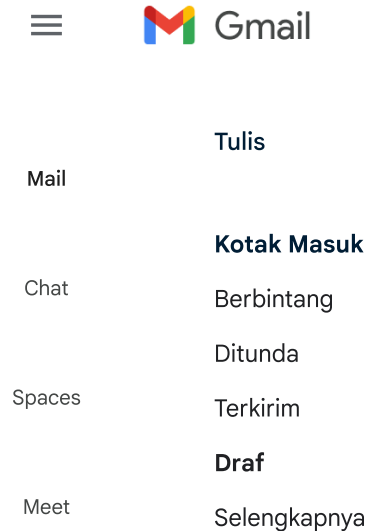 Gmail
Mail
Chat
Spaces
Meet
Tulis
Kotak Masuk
Berbintang
Ditunda
Terkirim
Draf
Selengkapnya